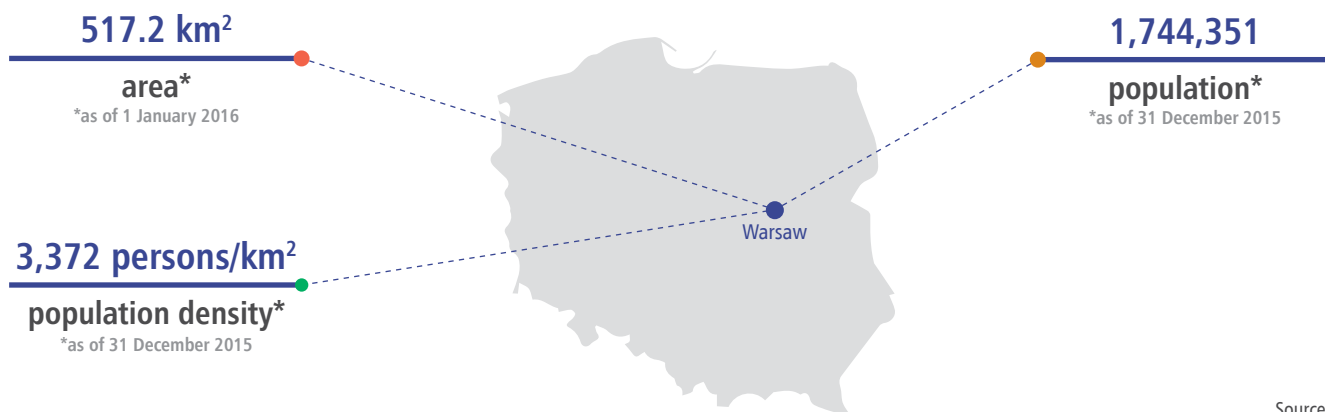 517.2 km²
area*
*as of 1 January 2016
1,744,351
population*
*as of 31 December 2015
Warsaw
3,372 persons/km²
population density*
*as of 31 December 2015
Source